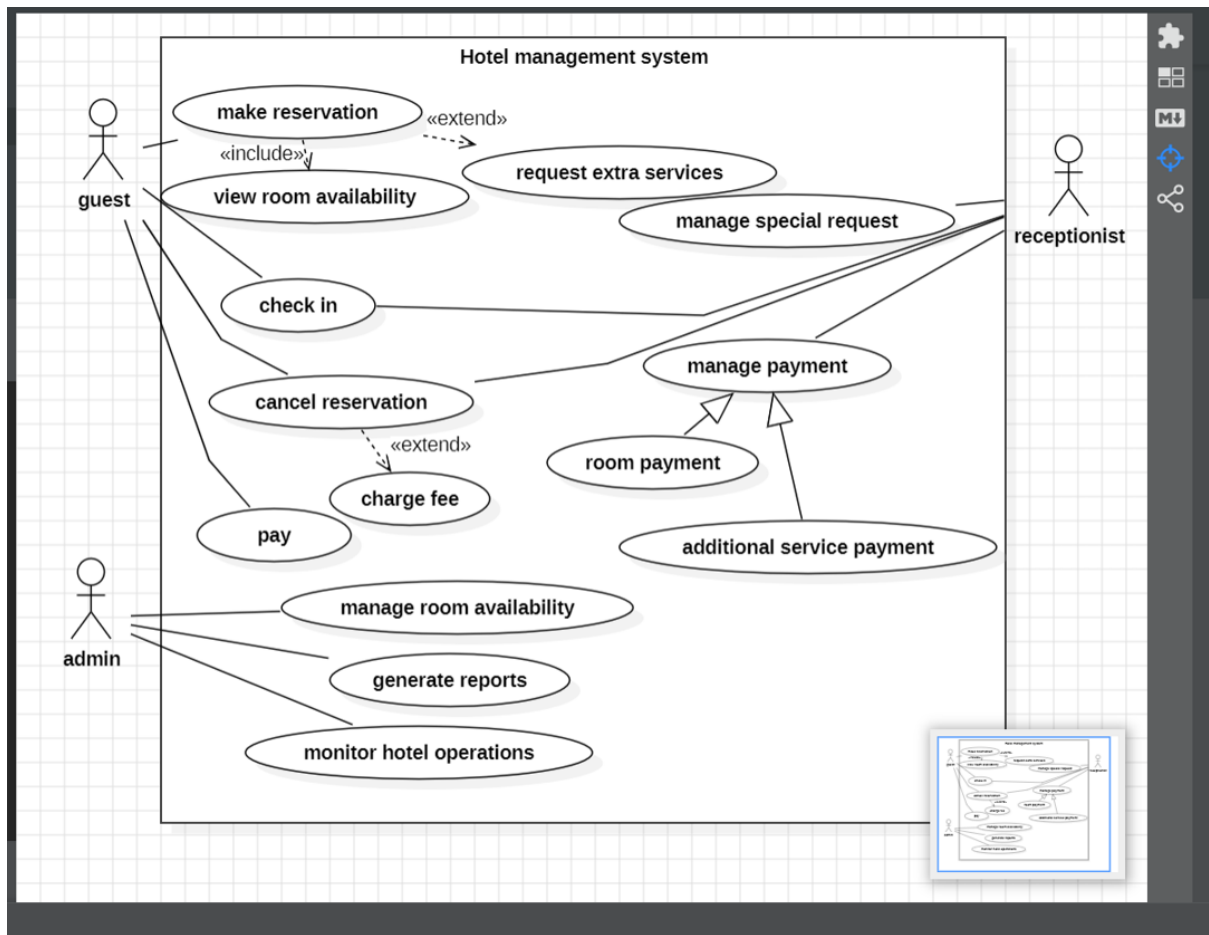 Hotel management system
make reservation
«extend»
«include»
request extra services
view room availability
guest
manage special request
receptionist
check in
manage payment
cancel reservation
«extend»
room payment
charge fee
pay
additional service payment
manage room availability
admin
generate reports
monitor hotel operations
M